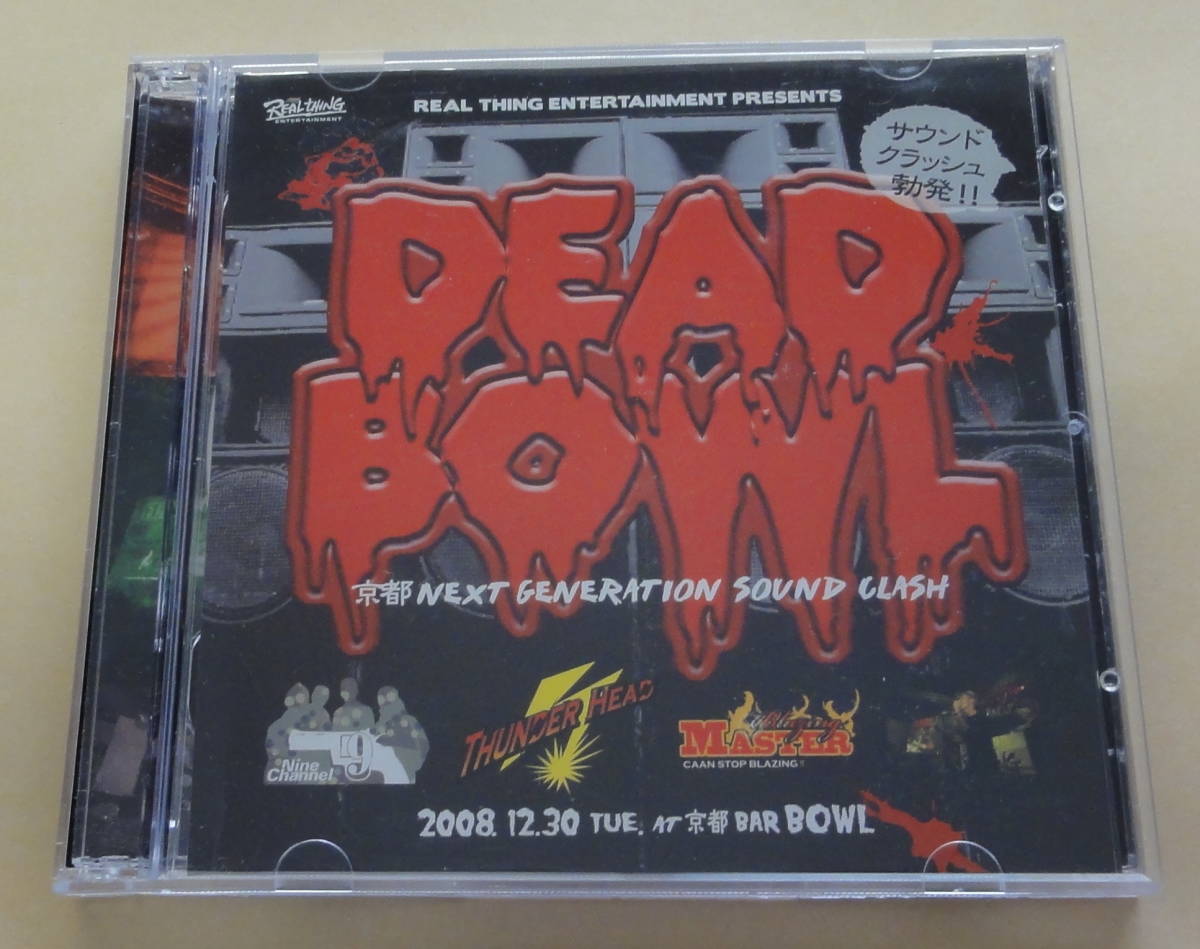 REAL THING
ENTERTAINMENT
REAL THING ENTERTAINMENT PRESENTS
サウンド
クラッシュ
勃発!!
DEAD
BOWL
京都 NEXT GENERATION SOUND CLASH
9
Nine
Channel
THUNDER HEAD
Blazing
MASTER
CAAN STOP BLAZING!!
2008. 12.30 TUE. AT 京都 BAR BOWL